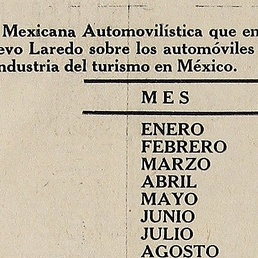 Mexicana Automovilística que en
evo Laredo sobre los automóviles
ndustria del turismo en México.
MES
ENERO
FEBRERO
MARZO
ABRIL
MAYO
JUNIO
JULIO
AGOSTO